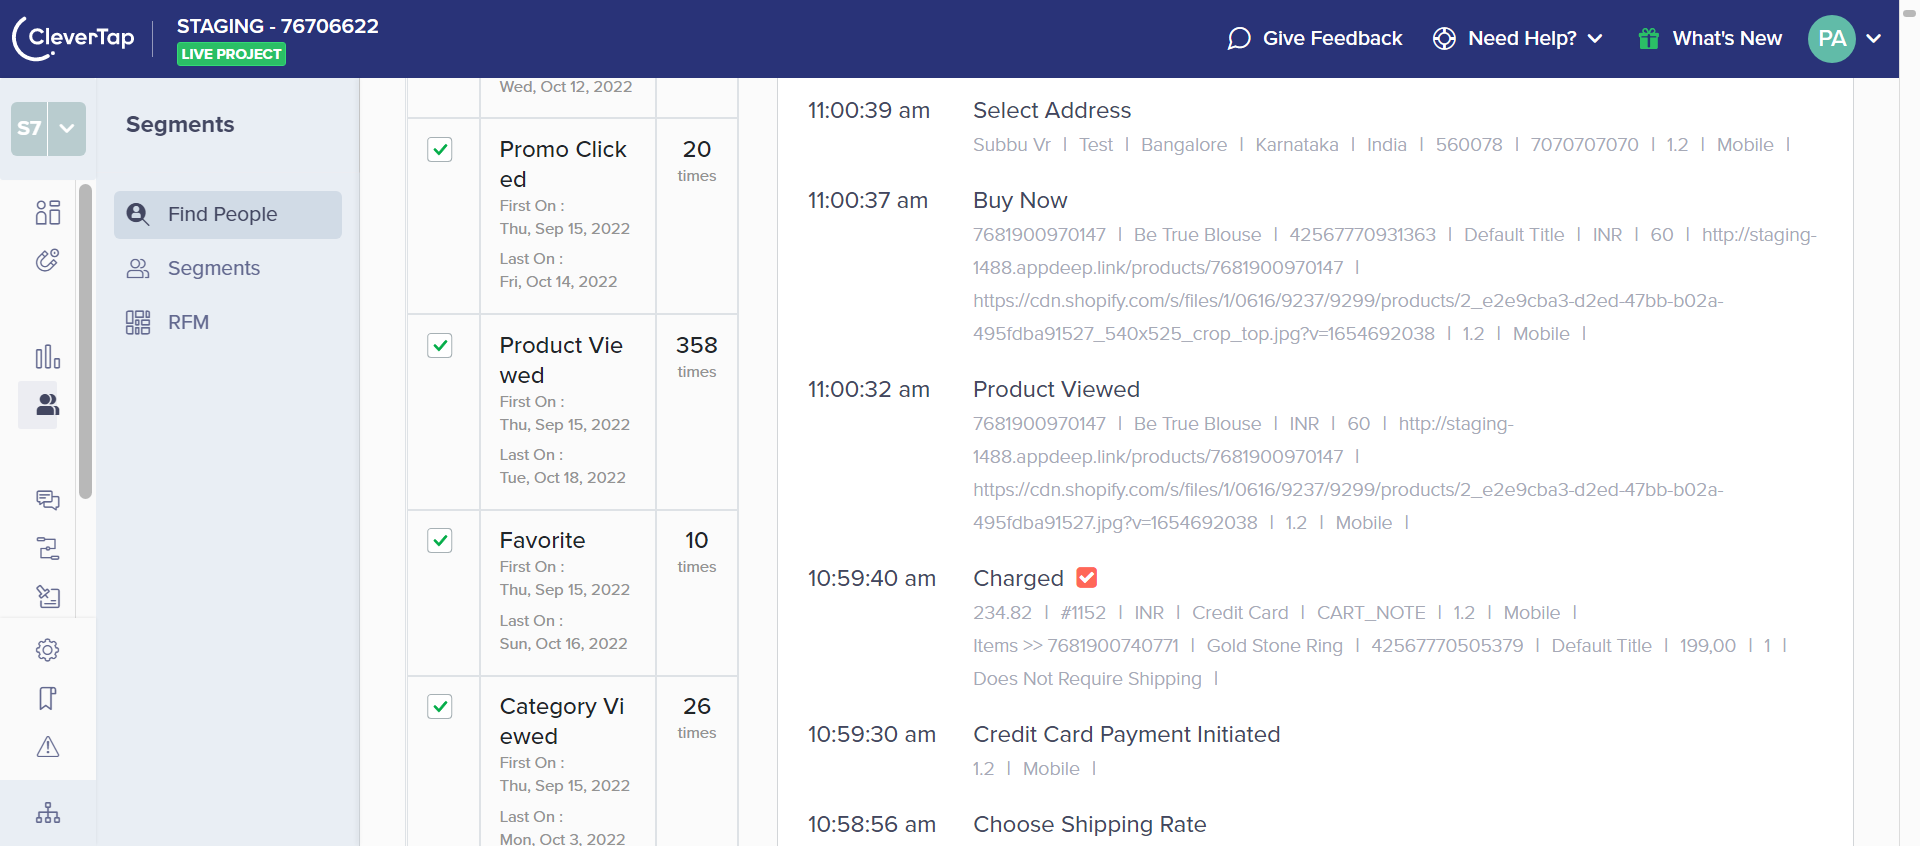 CleverTap
STAGING - 76706622
LIVE PROJECT
Give Feedback
Need Help?
What's New
PA
S7
Segments
Find People
Segments
RFM
Wed, Oct 12, 2022
Promo Click
ed
First On :
Thu, Sep 15, 2022
Last On :
Fri, Oct 14, 2022
20
times
Product Vie
wed
First On :
Thu, Sep 15, 2022
Last On :
Tue, Oct 18, 2022
358
times
Favorite
First On :
Thu, Sep 15, 2022
Last On :
Sun, Oct 16, 2022
10
times
Category Vi
ewed
First On :
Thu, Sep 15, 2022
Last On :
Mon, Oct 3, 2022
26
times
11:00:39 am Select Address
Subbu Vr | Test | Bangalore | Karnataka | India | 560078 | 7070707070 | 1.2 | Mobile |
11:00:37 am Buy Now
7681900970147 | Be True Blouse | 42567770931363 | Default Title | INR | 60 | http://staging-
1488.appdeep.link/products/7681900970147 |
https://cdn.shopify.com/s/files/1/0616/9237/9299/products/2_e2e9cba3-d2ed-47bb-b02a-
495fdba91527_540x525_crop_top.jpg?v=1654692038 | 1.2 | Mobile |
11:00:32 am Product Viewed
7681900970147 | Be True Blouse | INR | 60 | http://staging-
1488.appdeep.link/products/7681900970147 |
https://cdn.shopify.com/s/files/1/0616/9237/9299/products/2_e2e9cba3-d2ed-47bb-b02a-
495fdba91527.jpg?v=1654692038 | 1.2 | Mobile |
10:59:40 am Charged
234.82 | #1152 | INR | Credit Card | CART_NOTE | 1.2 | Mobile |
Items >> 7681900740771 | Gold Stone Ring | 42567770505379 | Default Title | 199,00 | 1 |
Does Not Require Shipping |
10:59:30 am Credit Card Payment Initiated
1.2 | Mobile |
10:58:56 am Choose Shipping Rate